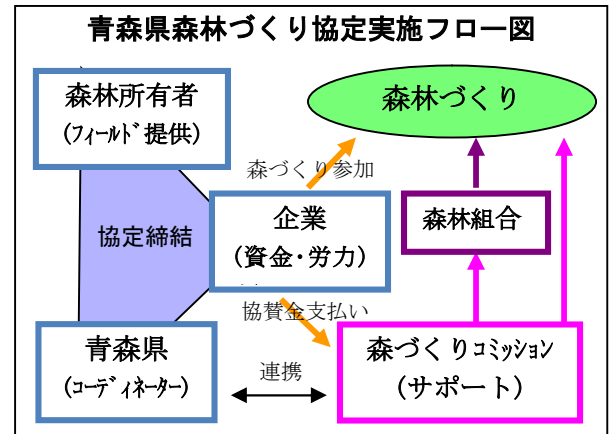 青森県森林づくり協定実施フロー図
森林所有者
(ﾌｨｰﾙﾄﾞ提供)
森林づくり
森づくり参加
協定締結
企業
(資金・労力)
森林組合
協賛金支払い
青森県
(ｺｰﾃﾞｨﾈｰﾀｰ)
連携
森づくりｺﾐｯｼｮﾝ
(サポート)